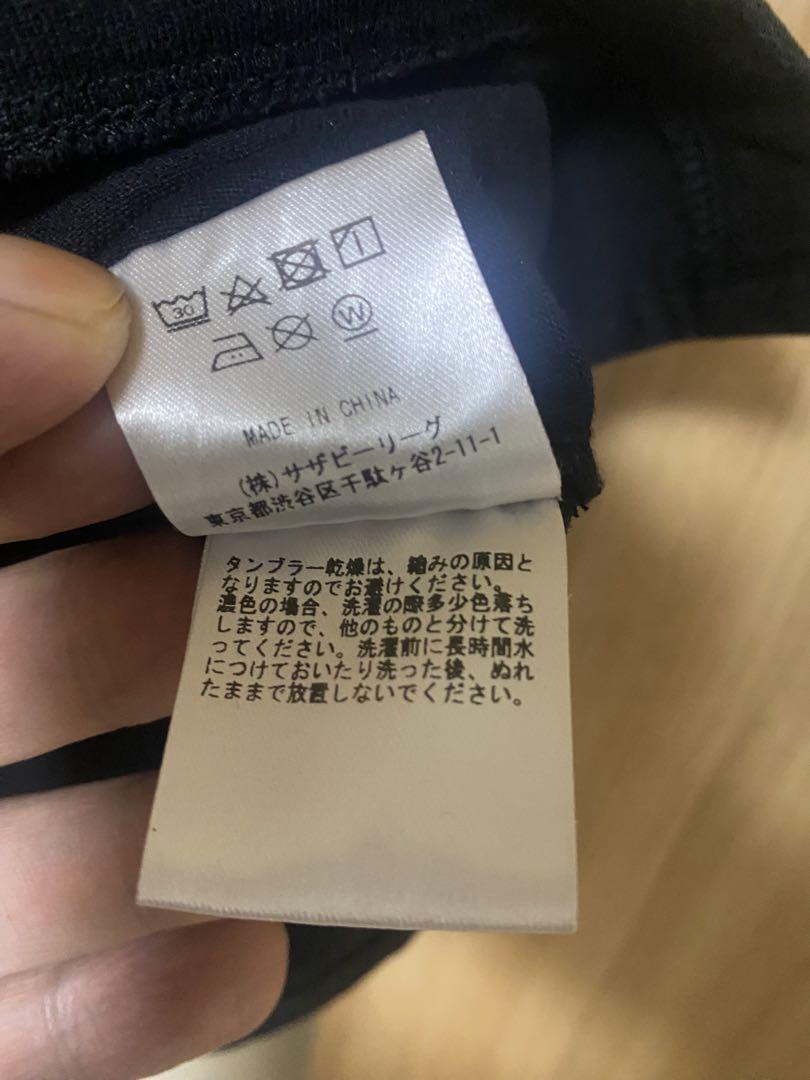 30
W
MADE IN CHINA
(株)サザビーリーグ
東京都渋谷区千駄ヶ谷2-11-1
タンブラー乾燥は、縮みの原因と
なりますのでお避けください。
濃色の場合、洗濯の際多少色落ち
しますので、他のものと分けて洗
ってください。洗濯前に長時間水
につけておいたり洗った後、ぬれ
たままで放置しないでください。